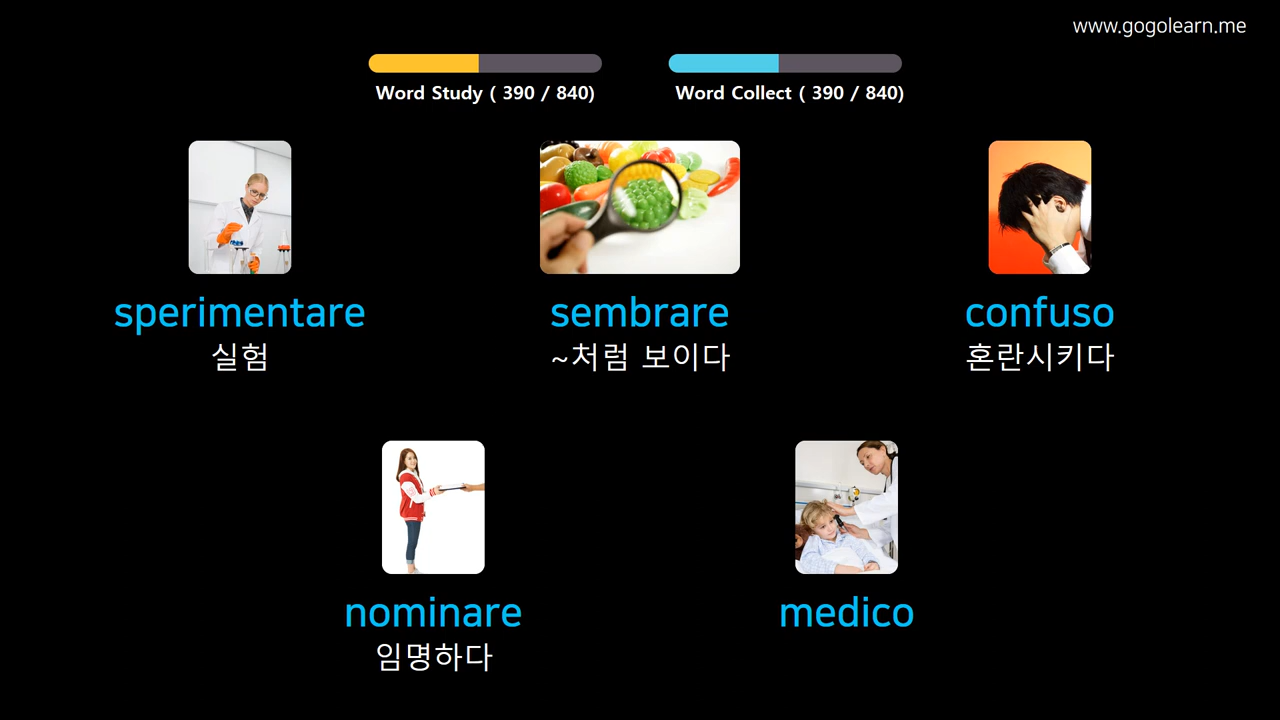 www.gogolearn.me
Word Study ( 390 / 840)
Word Collect ( 390 / 840)
sperimentare
실험
sembrare
~처럼 보이다
confuso
혼란시키다
nominare
임명하다
medico